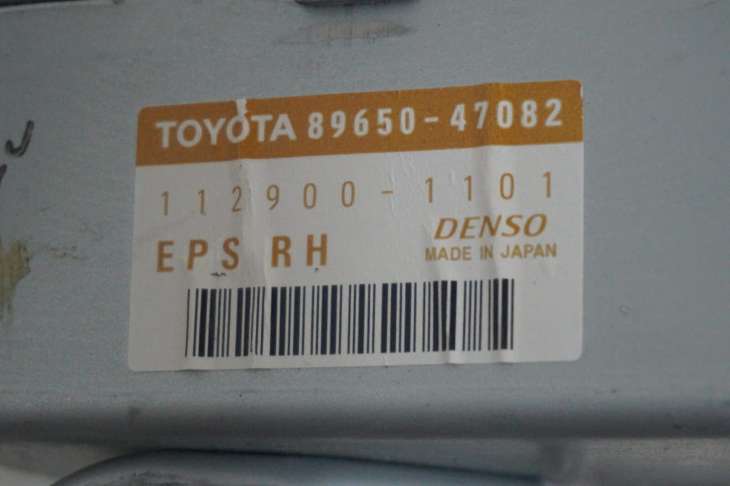 TOYOTA 89650-47082
112900-1101
EPS RH DENSO
MADE IN JAPAN
J